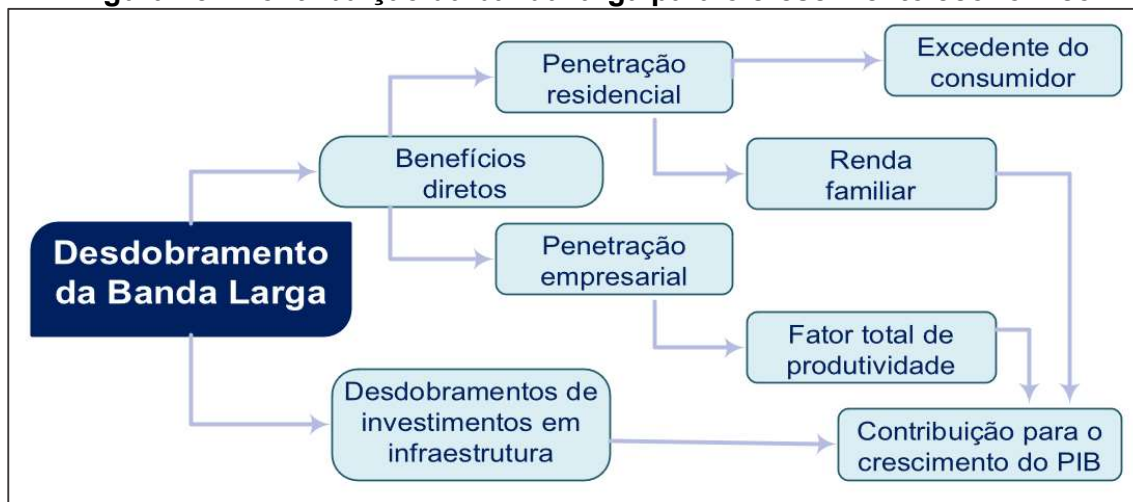 Penetração
residencial
Excedente do
consumidor
Benefícios
diretos
Renda
familiar
Desdobramento
da Banda Larga
Penetração
empresarial
Fator total de
produtividade
Desdobramentos de
investimentos em
infraestrutura
Contribuição para o
crescimento do PIB